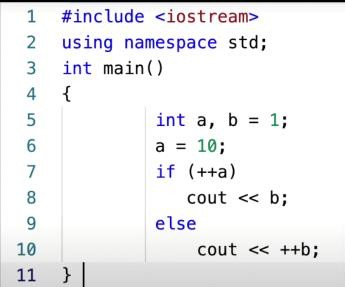 1 #include <iostream>
2 using namespace std;
3 int main()
4 {
5 int a, b = 1;
6 a = 10;
7 if (++a)
8 cout << b;
9 else
10 cout << ++b;
11 }